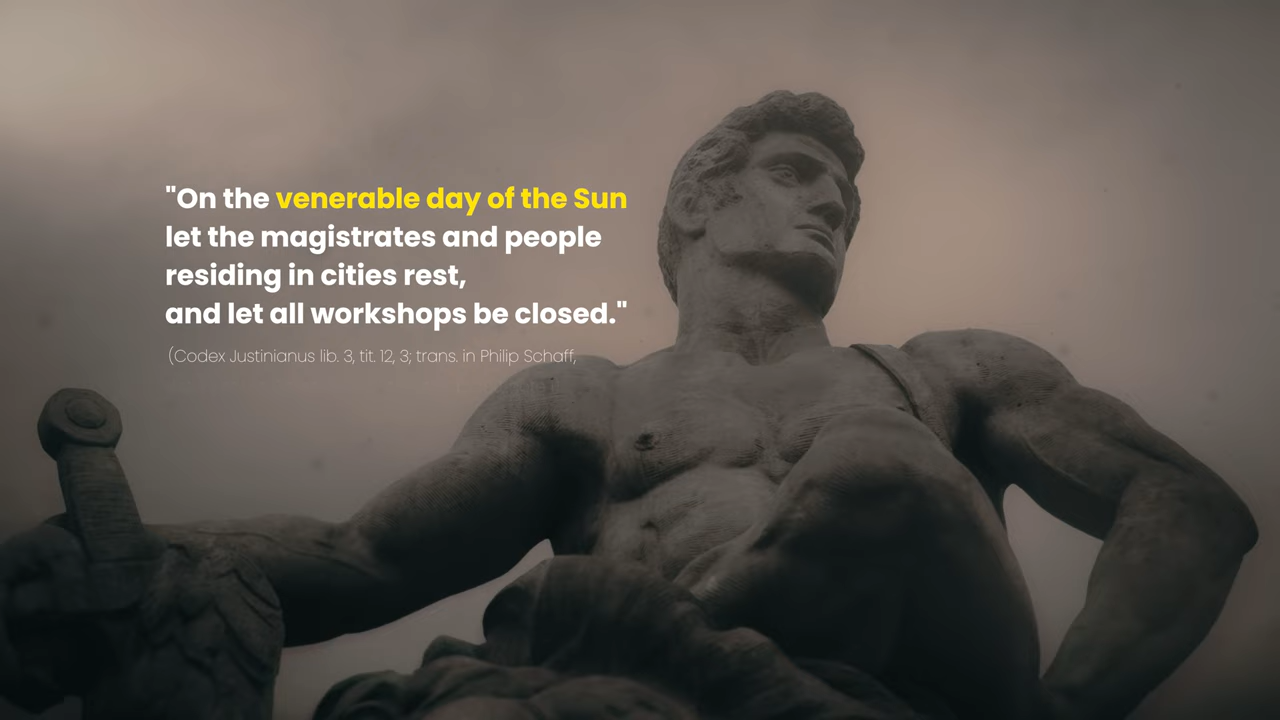 "On the venerable day of the Sun
let the magistrates and people
residing in cities rest,
and let all workshops be closed."
(Codex Justinianus lib. 3, tit. 12, 3; trans. in Philip Schaff,